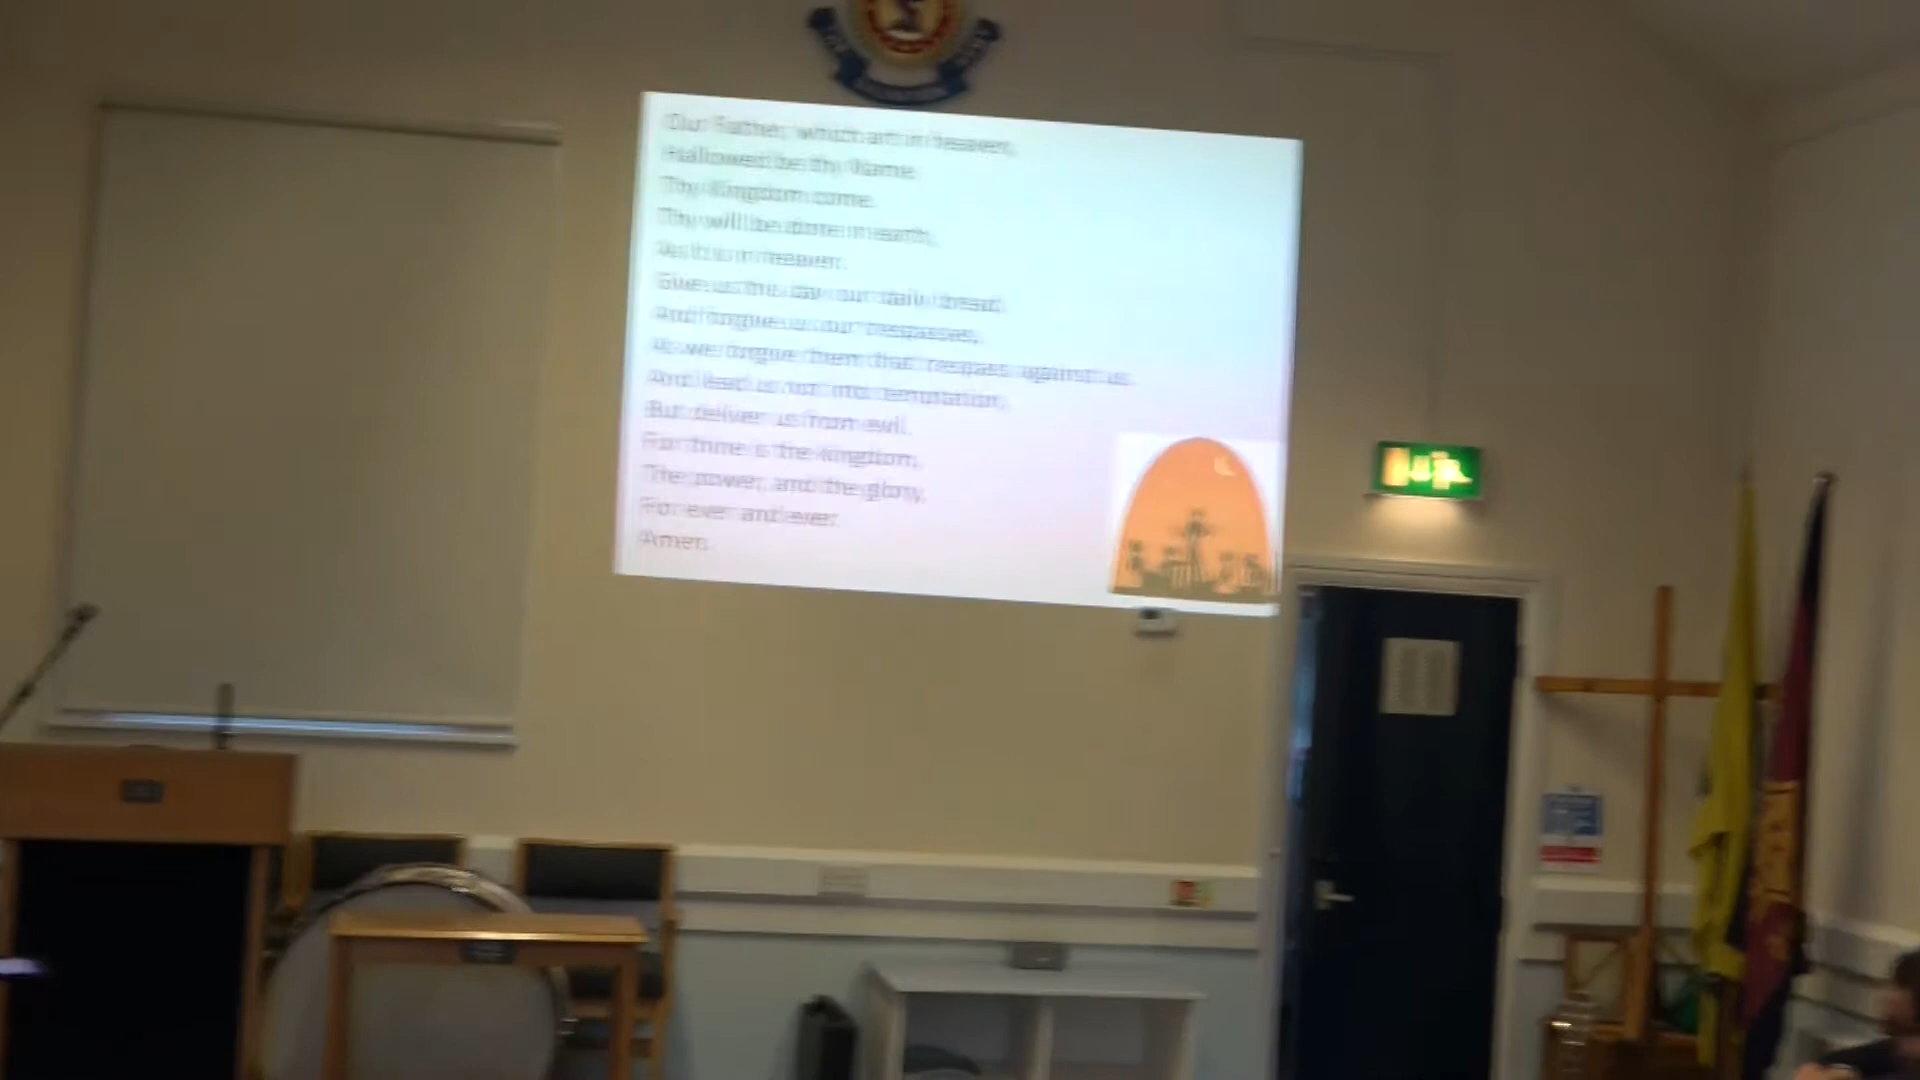 Our Father, which art in heaven,
Hallowed be thy Name.
Thy Kingdom come.
Thy will be done in earth,
As it is in heaven.
Give us this day our daily bread.
And forgive us our trespasses,
As we forgive them that trespass against us.
And lead us not into temptation,
But deliver us from evil.
For thine is the kingdom,
The power, and the glory,
For ever and ever.
Amen.